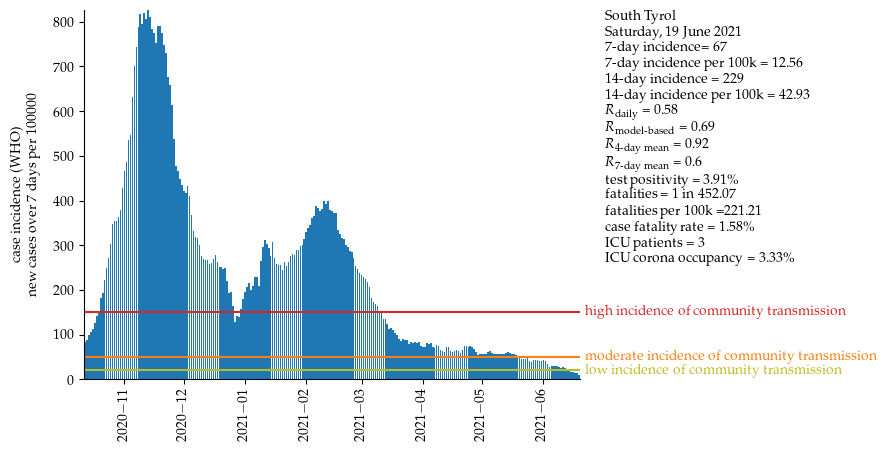 South Tyrol
Saturday, 19 June 2021
7-day incidence= 67
7-day incidence per 100k = 12.56
14-day incidence = 229
14-day incidence per 100k = 42.93
Rdaily = 0.58
Rmodel-based = 0.69
R4-day mean = 0.92
R7-day mean = 0.6
test positivity = 3.91%
fatalities = 1 in 452.07
fatalities per 100k =221.21
case fatality rate = 1.58%
ICU patients = 3
ICU corona occupancy = 3.33%
case incidence (WHO)
new cases over 7 days per 100000
800
700
600
500
400
300
200
100
0
high incidence of community transmission
moderate incidence of community transmission
low incidence of community transmission
2020−11
2020−12
2021−01
2021−02
2021−03
2021−04
2021−05
2021−06